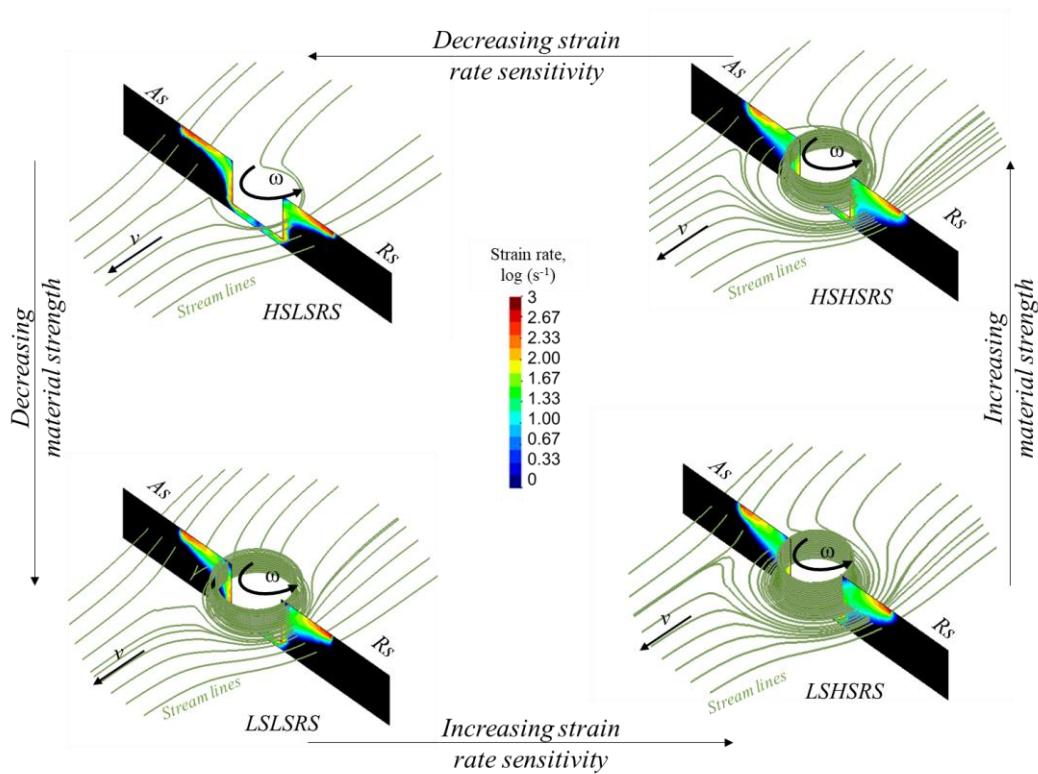 Decreasing strain
rate sensitivity
As
ω
v
Rs
Stream lines
HSLSRS
As
ω
v
Rs
Stream lines
HSHSRS
Decreasing
material strength
Strain rate,
log (s⁻¹)
3
2.67
2.33
2.00
1.67
1.33
1.00
0.67
0.33
0
Increasing
material strength
As
ω
v
Rs
Stream lines
LSLSRS
As
ω
v
Rs
Stream lines
LSHSRS
Increasing strain
rate sensitivity